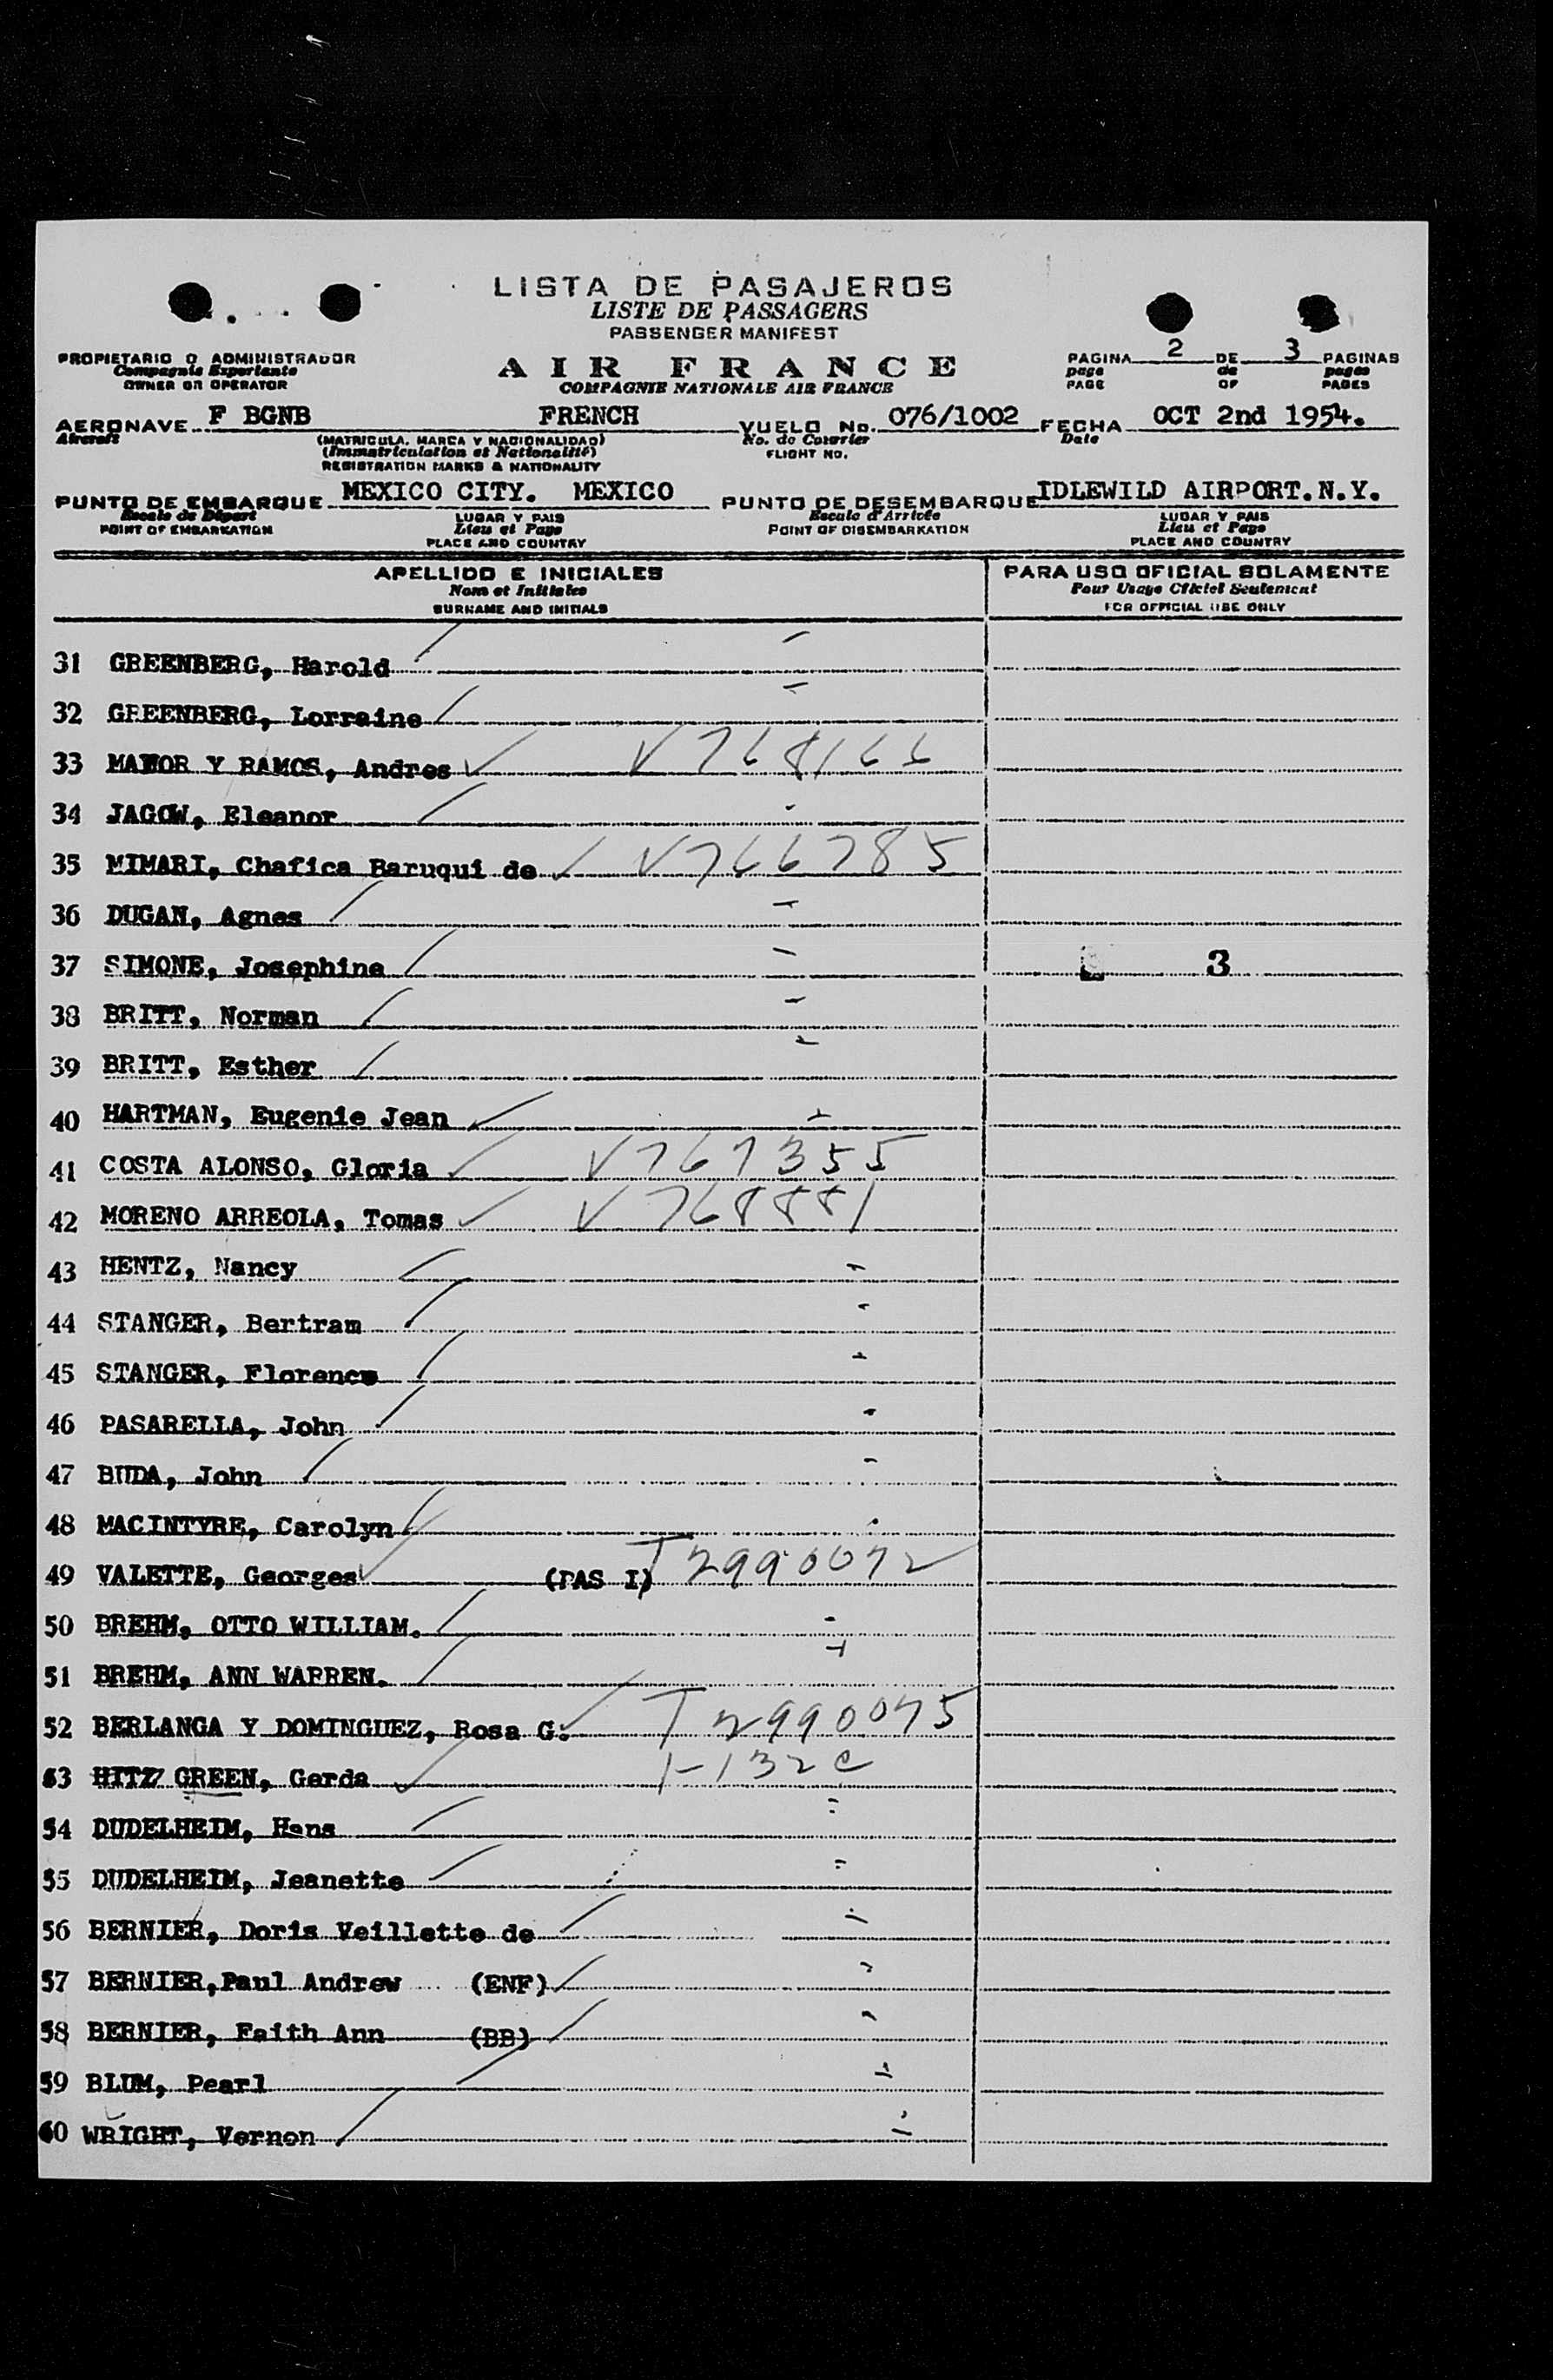 LISTA DE PASAJEROS
LISTE DE PASSAGERS
PASSENGER MANIFEST
PROPIETARIO O ADMINISTRADOR
Compagnie Exportante
OWNER OR OPERATOR
AIR FRANCE
COMPAGNIE NATIONALE AIR FRANCE
PAGINA 2 DE 3 PAGINAS
page de pages
PAGE OF PAGES
AERONAVE F BGNB FRENCH VUELO No. 076/1002 FECHA OCT 2nd 1954.
Aircraft (MATRICULA, MARCA Y NACIONALIDAD) No. de Courrier Date
(Immatriculation et Nationalité) FLIGHT NO.
REGISTRATION MARKS & NATIONALITY
PUNTO DE EMBARQUE MEXICO CITY. MEXICO PUNTO DE DESEMBARQUE IDLEWILD AIRPORT.N.Y.
Escale de Départ LUGAR Y PAIS Escale d'Arrivée LUGAR Y PAIS
POINT OF EMBARKATION Lieu et Pays POINT OF DISEMBARKATION Lieu et Pays
PLACE AND COUNTRY PLACE AND COUNTRY
APELLIDO E INICIALES PARA USO OFICIAL SOLAMENTE
Nom et Initiales Pour Usage Officiel Seulement
SURNAME AND INITIALS FOR OFFICIAL USE ONLY
31 GREENBERG, Harold
32 GREENBERG, Lorraine
33 Y RAMOS, Andres V768166
34 JAGOW, Eleanor
35 MIMARI, Chafica Baruqui de V766785
36 DUGAN, Agnes
37 SIMONE, Josephine 3
38 BRITT, Norman
39 BRITT, Esther
40 HARTMAN, Eugenie Jean
41 COSTA ALONSO, Gloria V767355
42 MORENO ARREOLA, Tomas V768881
43 HENTZ, Nancy
44 STANGER, Bertram
45 STANGER, Florence
46 PASARELLA, John
47 BUDA, John
48 MACINTYRE, Carolyn
49 VALETTE, Georges (PAS I) T2990072
50 BREHM, OTTO WILLIAM.
51 BREHM, ANN WARREN.
52 BERLANGA Y DOMINGUEZ, Rosa G. T2990075
53 HITZ GREEN, Gerda I-132c
54 DUDELHEIM, Hans
55 DUDELHEIM, Jeanette
56 BERNIER, Doris Veillette de
57 BERNIER,Paul Andrew (ENF)
58 BERNIER, Faith Ann (BB)
59 BLUM, Pearl
60 WRIGHT, Vernon